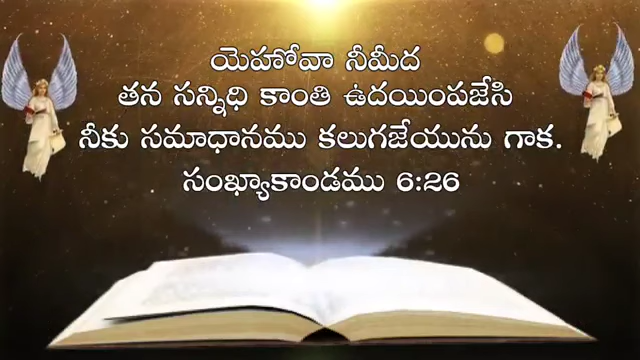 యెహోవా నీమీద
తన సన్నిధి కాంతి ఉదయింపజేసి
నీకు సమాధానము కలుగజేయును గాక.
సంఖ్యాకాండము 6:26